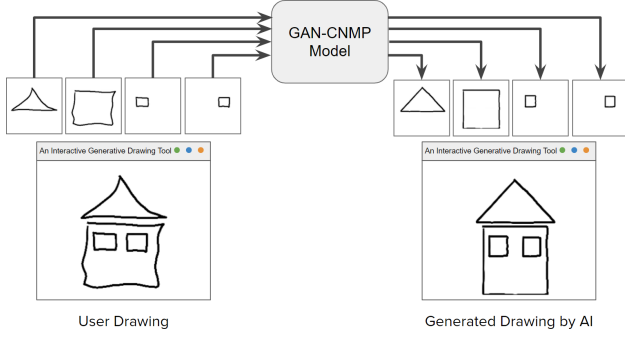 GAN-CNMP
Model
An Interactive Generative Drawing Tool
An Interactive Generative Drawing Tool
User Drawing
Generated Drawing by AI